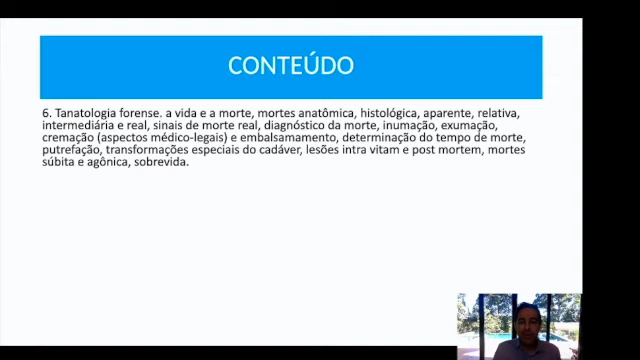 CONTEÚDO
6. Tanatologia forense. a vida e a morte, mortes anatômica, histológica, aparente, relativa,
intermediária e real, sinais de morte real, diagnóstico da morte, inumação, exumação,
cremação (aspectos médico-legais) e embalsamamento, determinação do tempo de morte,
putrefação, transformações especiais do cadáver, lesões intra vitam e post mortem, mortes
súbita e agônica, sobrevida.